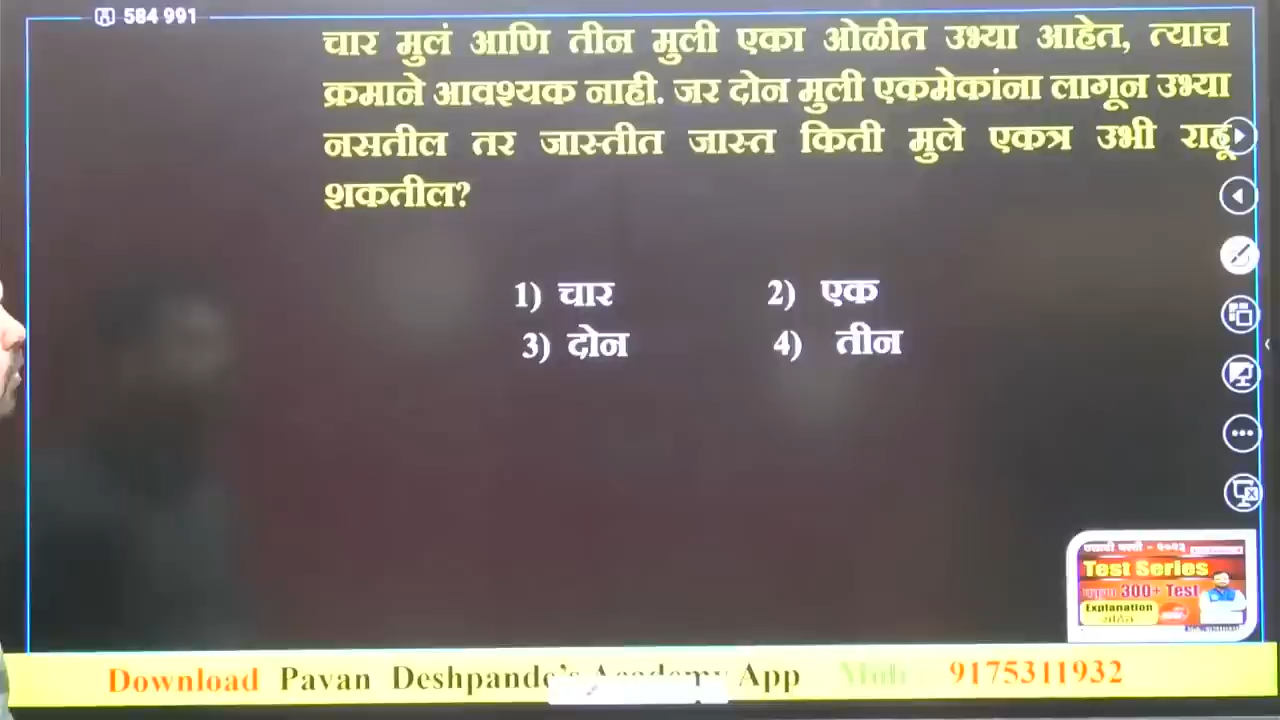 584 991
चार मुलं आणि तीन मुली एका ओळीत उभ्या आहेत, त्याच
क्रमाने आवश्यक नाही. जर दोन मुली एकमेकांना लागून उभ्या
नसतील तर जास्तीत जास्त किती मुले एकत्र उभी राहू
शकतील?
1) चार 2) एक
3) दोन 4) तीन
Test Series
300+ Test
Explanation
Download Pavan Deshpande's Academy App Mob 9175311932